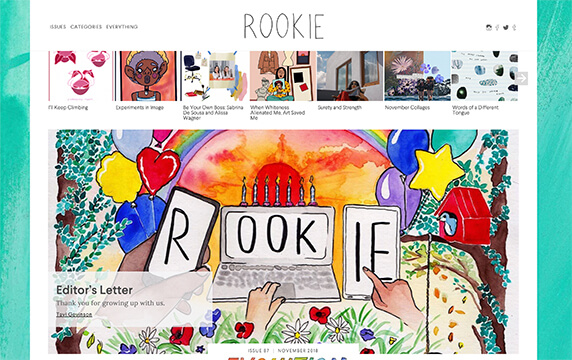 ISSUES CATEGORIES EVERYTHING
ROOKIE
I'll Keep Climbing
Experiments in Image
Be Your Own Boss: Sabrina
De Sousa and Alissa
Wagner
When Whiteness
Alienated Me, Art Saved
Me
Surety and Strength
November Collages
Words of a Different
Tongue
R OOK IE
Editor's Letter
Thank you for growing up with us.
Tavi Gevinson
ISSUE 87 | NOVEMBER 2018